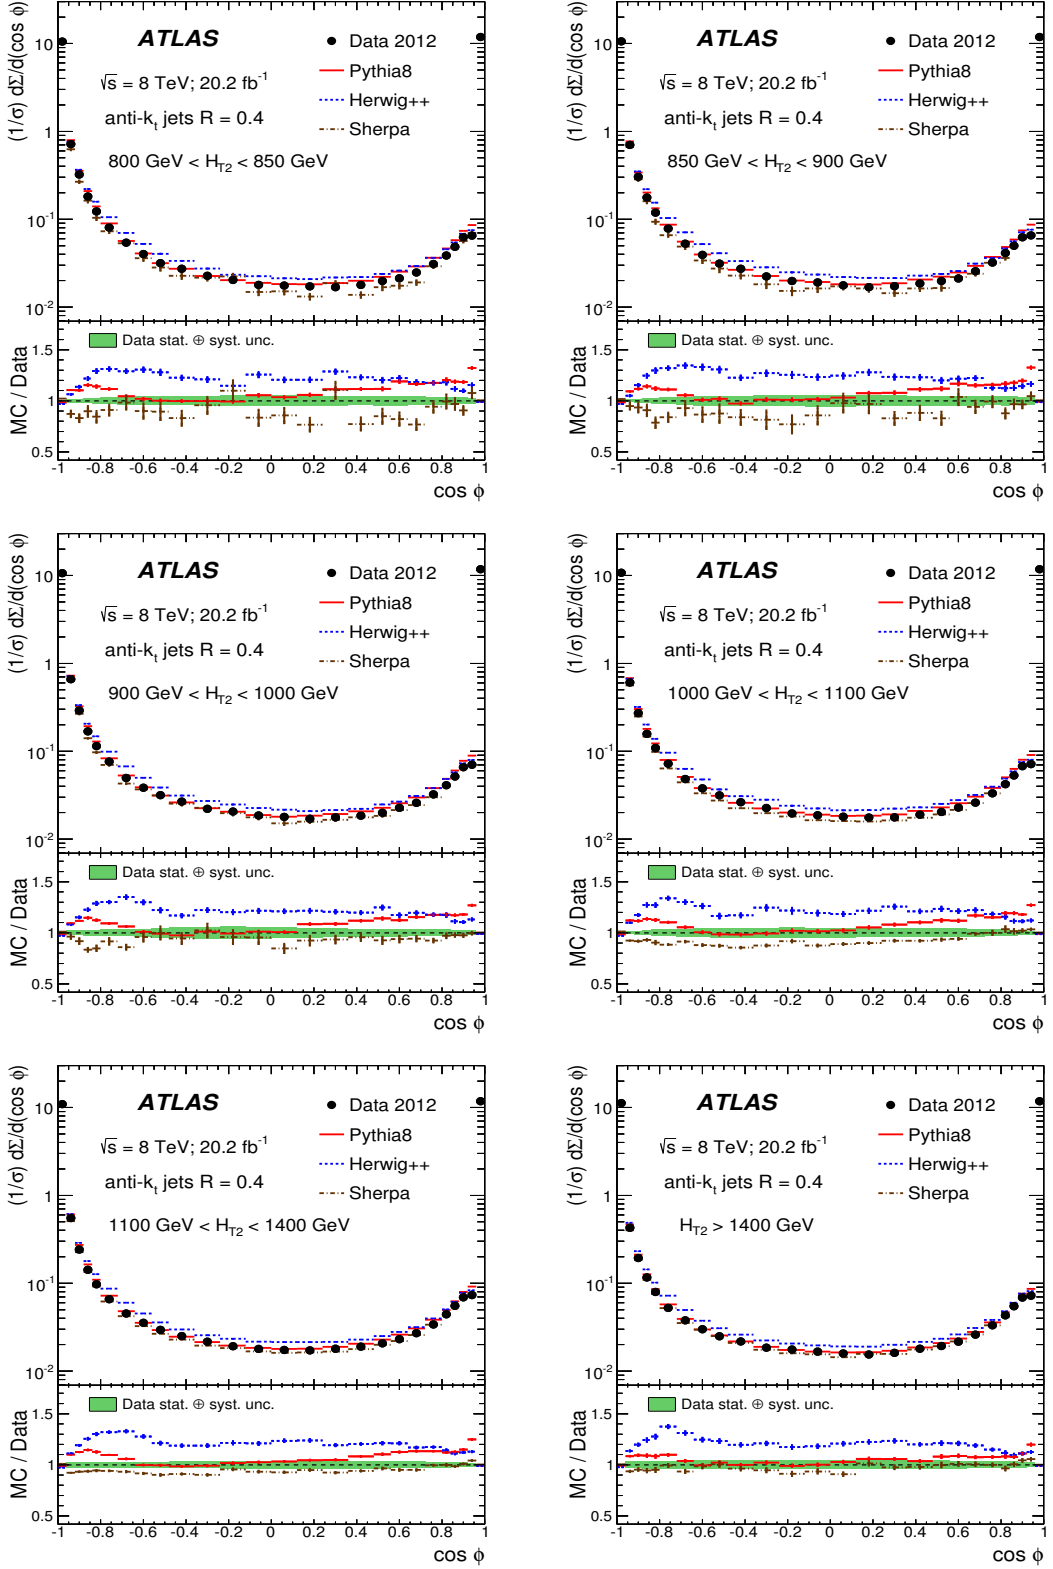 (1/σ) dΣ/d(cos ϕ)
10
1
10⁻¹
10⁻²
ATLAS
√s = 8 TeV; 20.2 fb⁻¹
anti-kₜ jets R = 0.4
800 GeV < H_T2 < 850 GeV
Data 2012
Pythia8
Herwig++
Sherpa
MC / Data
1.5
1
0.5
Data stat. ⊕ syst. unc.
-1 -0.8 -0.6 -0.4 -0.2 0 0.2 0.4 0.6 0.8 1
cos ϕ
(1/σ) dΣ/d(cos ϕ)
10
1
10⁻¹
10⁻²
ATLAS
√s = 8 TeV; 20.2 fb⁻¹
anti-kₜ jets R = 0.4
850 GeV < H_T2 < 900 GeV
Data 2012
Pythia8
Herwig++
Sherpa
MC / Data
1.5
1
0.5
Data stat. ⊕ syst. unc.
-1 -0.8 -0.6 -0.4 -0.2 0 0.2 0.4 0.6 0.8 1
cos ϕ
(1/σ) dΣ/d(cos ϕ)
10
1
10⁻¹
10⁻²
ATLAS
√s = 8 TeV; 20.2 fb⁻¹
anti-kₜ jets R = 0.4
900 GeV < H_T2 < 1000 GeV
Data 2012
Pythia8
Herwig++
Sherpa
MC / Data
1.5
1
0.5
Data stat. ⊕ syst. unc.
-1 -0.8 -0.6 -0.4 -0.2 0 0.2 0.4 0.6 0.8 1
cos ϕ
(1/σ) dΣ/d(cos ϕ)
10
1
10⁻¹
10⁻²
ATLAS
√s = 8 TeV; 20.2 fb⁻¹
anti-kₜ jets R = 0.4
1000 GeV < H_T2 < 1100 GeV
Data 2012
Pythia8
Herwig++
Sherpa
MC / Data
1.5
1
0.5
Data stat. ⊕ syst. unc.
-1 -0.8 -0.6 -0.4 -0.2 0 0.2 0.4 0.6 0.8 1
cos ϕ
(1/σ) dΣ/d(cos ϕ)
10
1
10⁻¹
10⁻²
ATLAS
√s = 8 TeV; 20.2 fb⁻¹
anti-kₜ jets R = 0.4
1100 GeV < H_T2 < 1400 GeV
Data 2012
Pythia8
Herwig++
Sherpa
MC / Data
1.5
1
0.5
Data stat. ⊕ syst. unc.
-1 -0.8 -0.6 -0.4 -0.2 0 0.2 0.4 0.6 0.8 1
cos ϕ
(1/σ) dΣ/d(cos ϕ)
10
1
10⁻¹
10⁻²
ATLAS
√s = 8 TeV; 20.2 fb⁻¹
anti-kₜ jets R = 0.4
H_T2 > 1400 GeV
Data 2012
Pythia8
Herwig++
Sherpa
MC / Data
1.5
1
0.5
Data stat. ⊕ syst. unc.
-1 -0.8 -0.6 -0.4 -0.2 0 0.2 0.4 0.6 0.8 1
cos ϕ